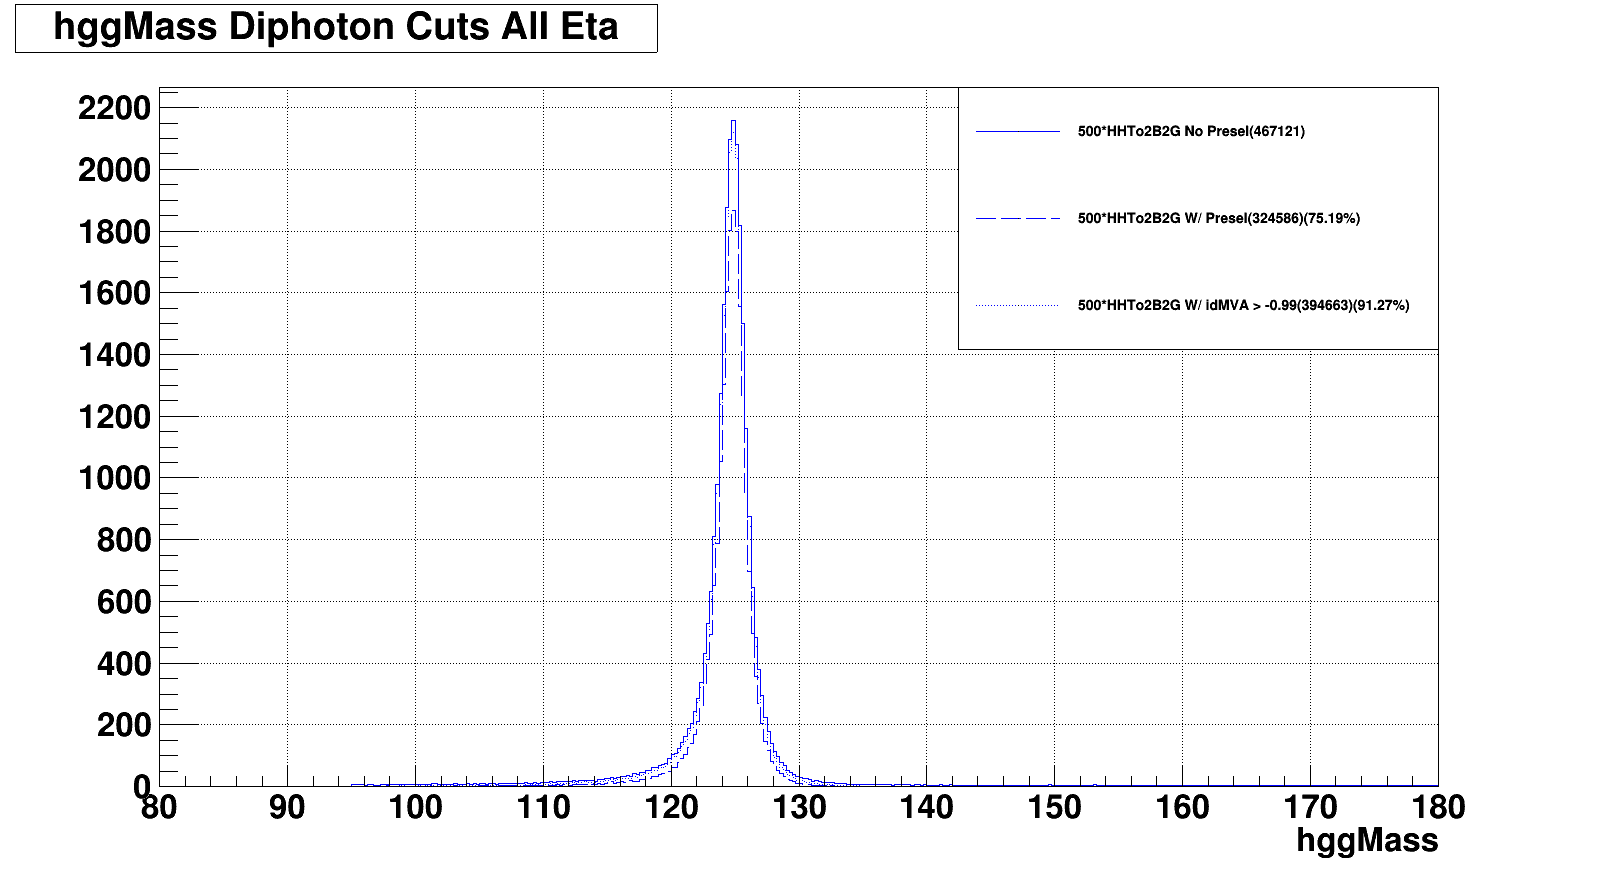 hggMass Diphoton Cuts All Eta
500*HHTo2B2G No Presel(467121)
500*HHTo2B2G W/ Presel(324586)(75.19%)
500*HHTo2B2G W/ idMVA > -0.99(394663)(91.27%)
2200
2000
1800
1600
1400
1200
1000
800
600
400
200
0
80 90 100 110 120 130 140 150 160 170 180
hggMass